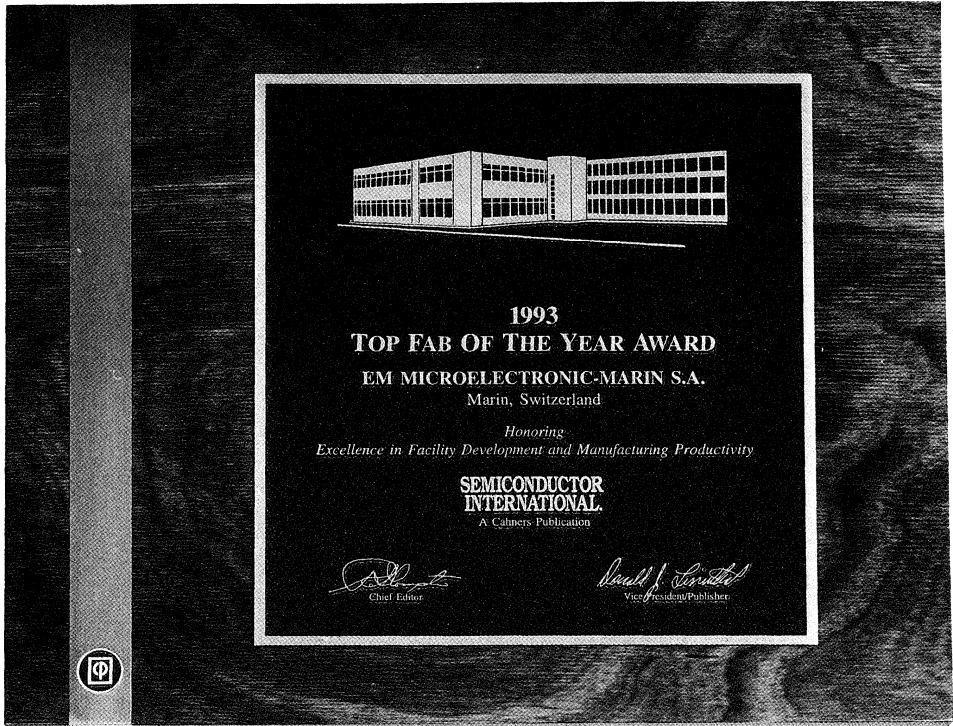 1993
TOP FAB OF THE YEAR AWARD
EM MICROELECTRONIC-MARIN S.A.
Marin, Switzerland
Honoring
Excellence in Facility Development and Manufacturing Productivity
SEMICONDUCTOR
INTERNATIONAL.
A Cahners Publication
Donald J.
Chief Editor
Vice President/Publisher